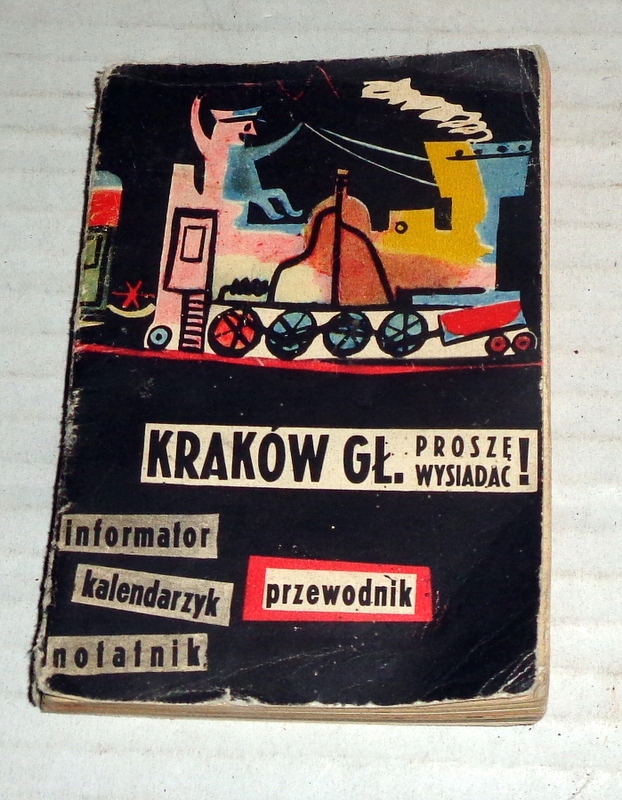 KRAKÓW GŁ. PROSZĘ
WYSIADAĆ!
informator
kalendarzyk
przewodnik
notatnik